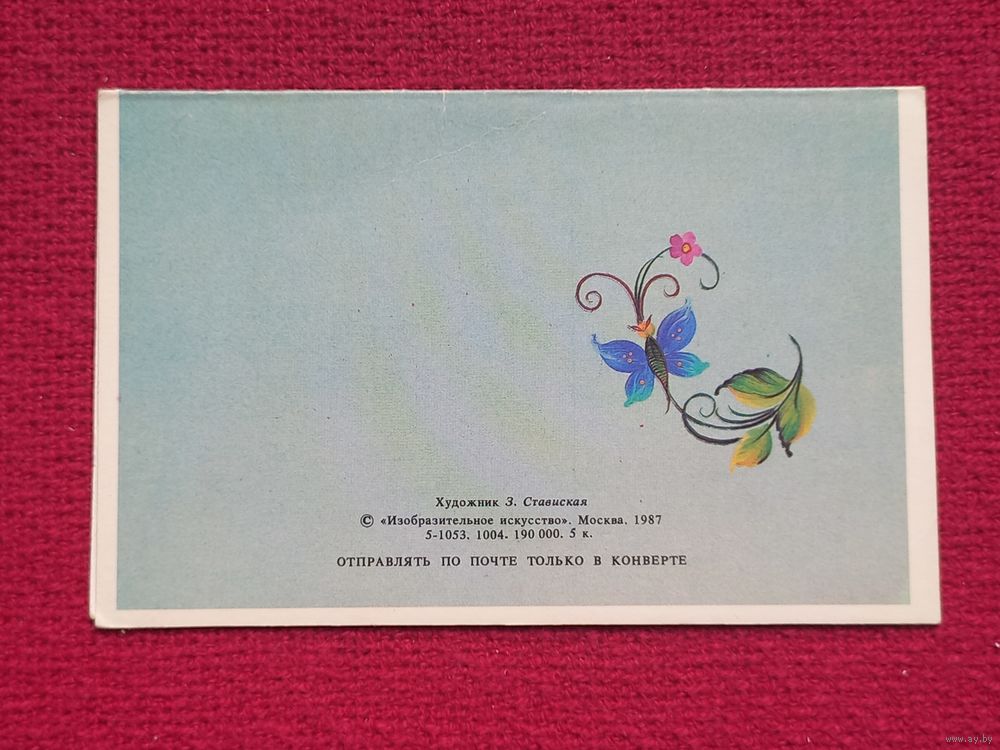 Художник З. Ставиская
© «Изобразительное искусство». Москва. 1987
5-1053. 1004. 190 000. 5 к.
ОТПРАВЛЯТЬ ПО ПОЧТЕ ТОЛЬКО В КОНВЕРТЕ
www.ay.by